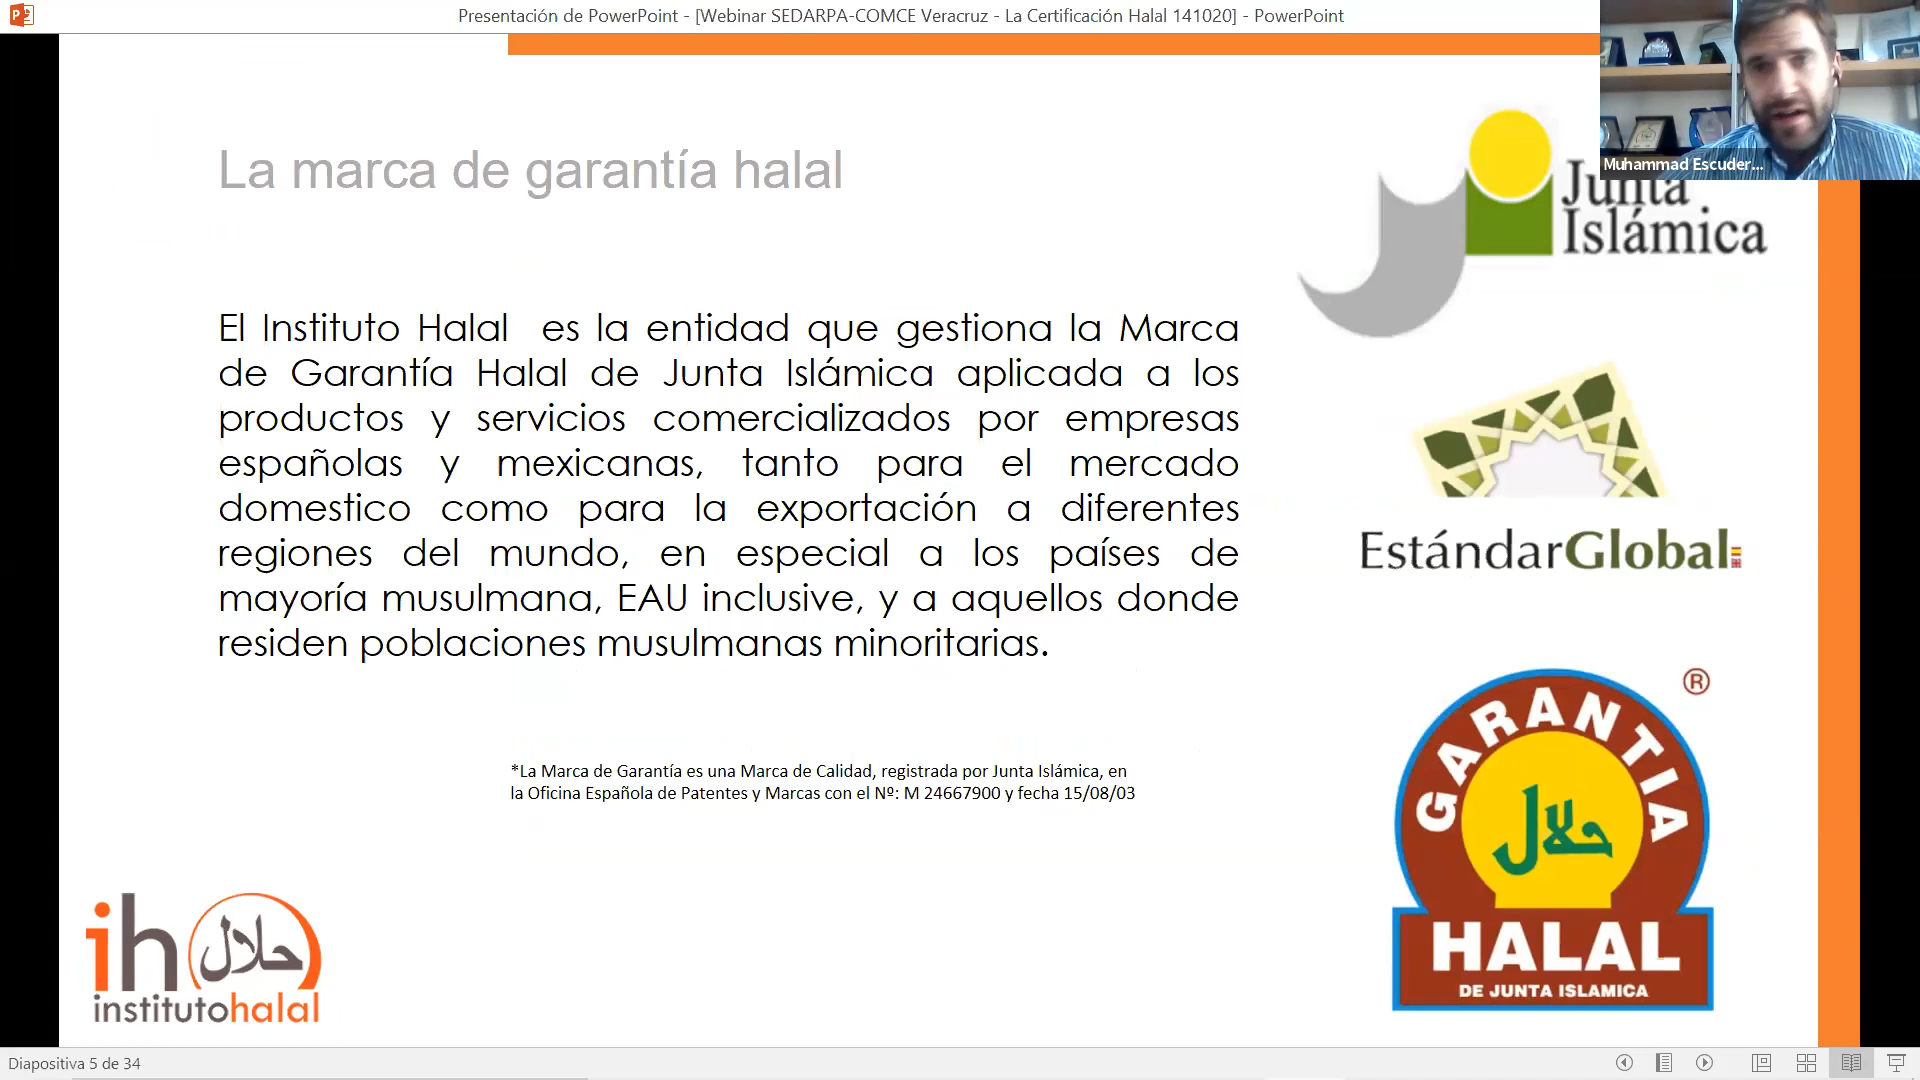 Presentación de PowerPoint - [Webinar SEDARPA-COMCE Veracruz - La Certificación Halal 141020] - PowerPoint
Muhammad Escuder...
La marca de garantía halal
Junta
Islámica
El Instituto Halal es la entidad que gestiona la Marca
de Garantía Halal de Junta Islámica aplicada a los
productos y servicios comercializados por empresas
españolas y mexicanas, tanto para el mercado
domestico como para la exportación a diferentes
regiones del mundo, en especial a los países de
mayoría musulmana, EAU inclusive, y a aquellos donde
residen poblaciones musulmanas minoritarias.
EstándarGlobal
*La Marca de Garantía es una Marca de Calidad, registrada por Junta Islámica, en
la Oficina Española de Patentes y Marcas con el Nº: M 24667900 y fecha 15/08/03
®
GARANTIA
حلال
HALAL
DE JUNTA ISLAMICA
ih حلال
institutohalal
Diapositiva 5 de 34